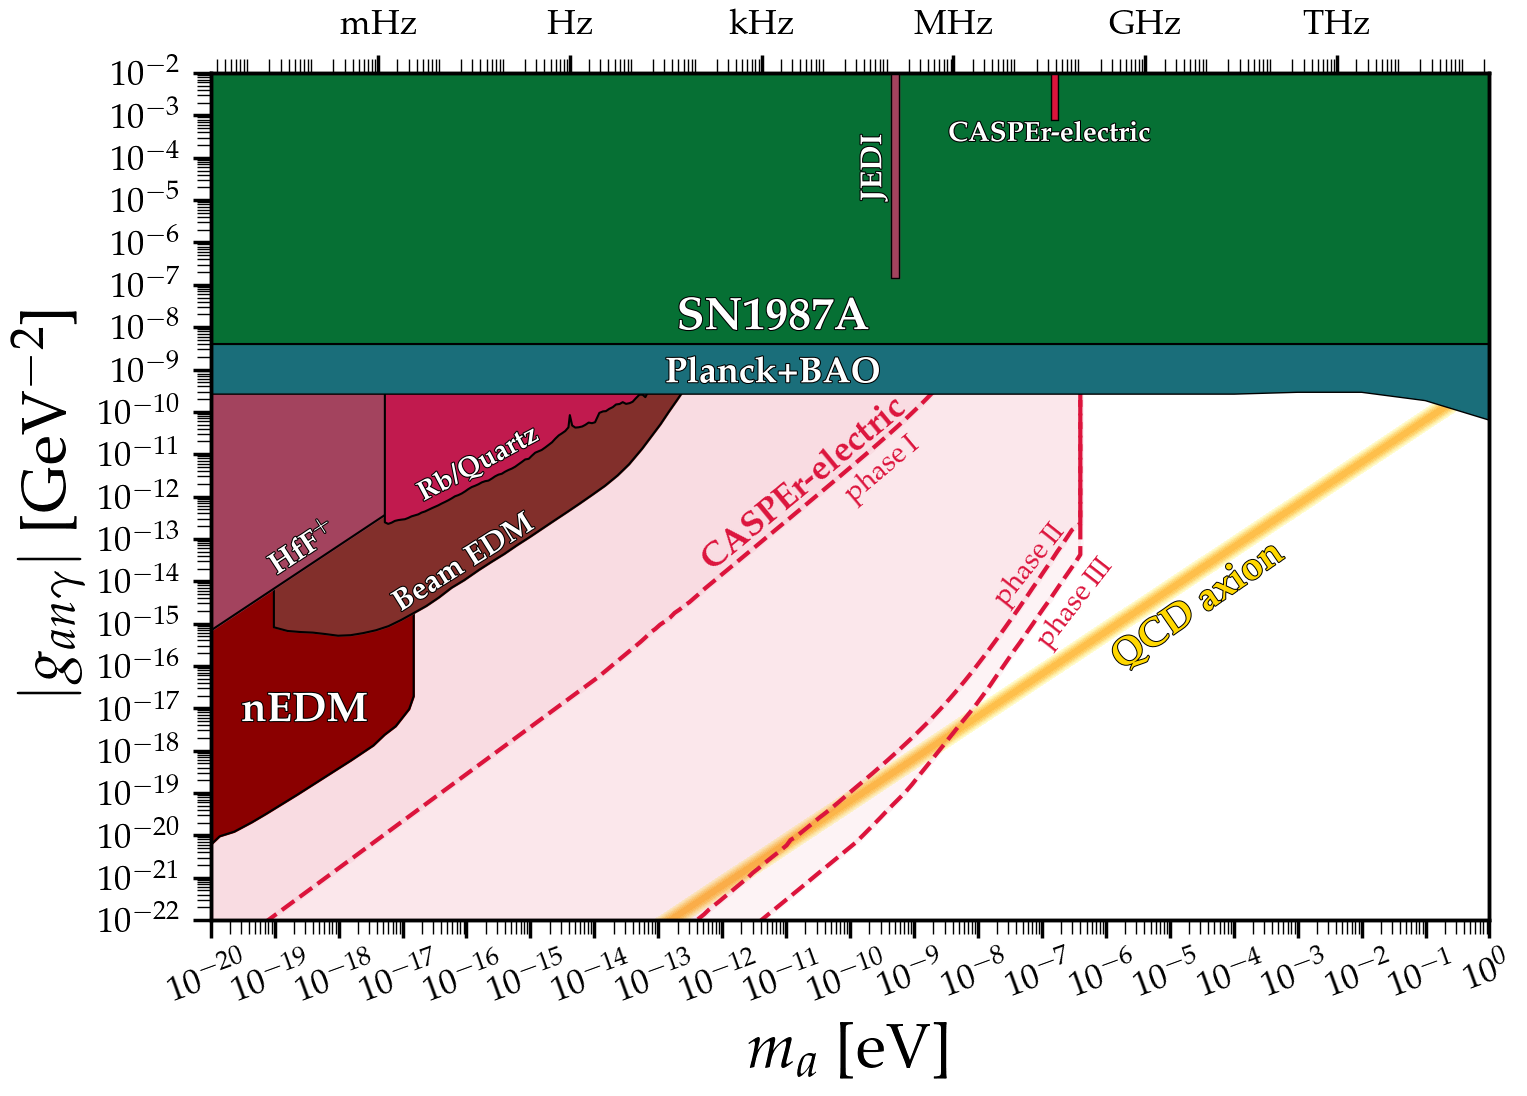 mHz Hz kHz MHz GHz THz
10⁻²
10⁻³
10⁻⁴
10⁻⁵
10⁻⁶
10⁻⁷
10⁻⁸
10⁻⁹
10⁻¹⁰
10⁻¹¹
10⁻¹²
10⁻¹³
10⁻¹⁴
10⁻¹⁵
10⁻¹⁶
10⁻¹⁷
10⁻¹⁸
10⁻¹⁹
10⁻²⁰
10⁻²¹
10⁻²²
|g_{anγ}| [GeV⁻²]
CASPEr-electric
JEDI
SN1987A
Planck+BAO
Rb/Quartz
HfF⁺
Beam EDM
nEDM
CASPEr-electric
phase I
phase II
phase III
QCD axion
10⁻²⁰ 10⁻¹⁹ 10⁻¹⁸ 10⁻¹⁷ 10⁻¹⁶ 10⁻¹⁵ 10⁻¹⁴ 10⁻¹³ 10⁻¹² 10⁻¹¹ 10⁻¹⁰ 10⁻⁹ 10⁻⁸ 10⁻⁷ 10⁻⁶ 10⁻⁵ 10⁻⁴ 10⁻³ 10⁻² 10⁻¹ 10⁰
m_a [eV]